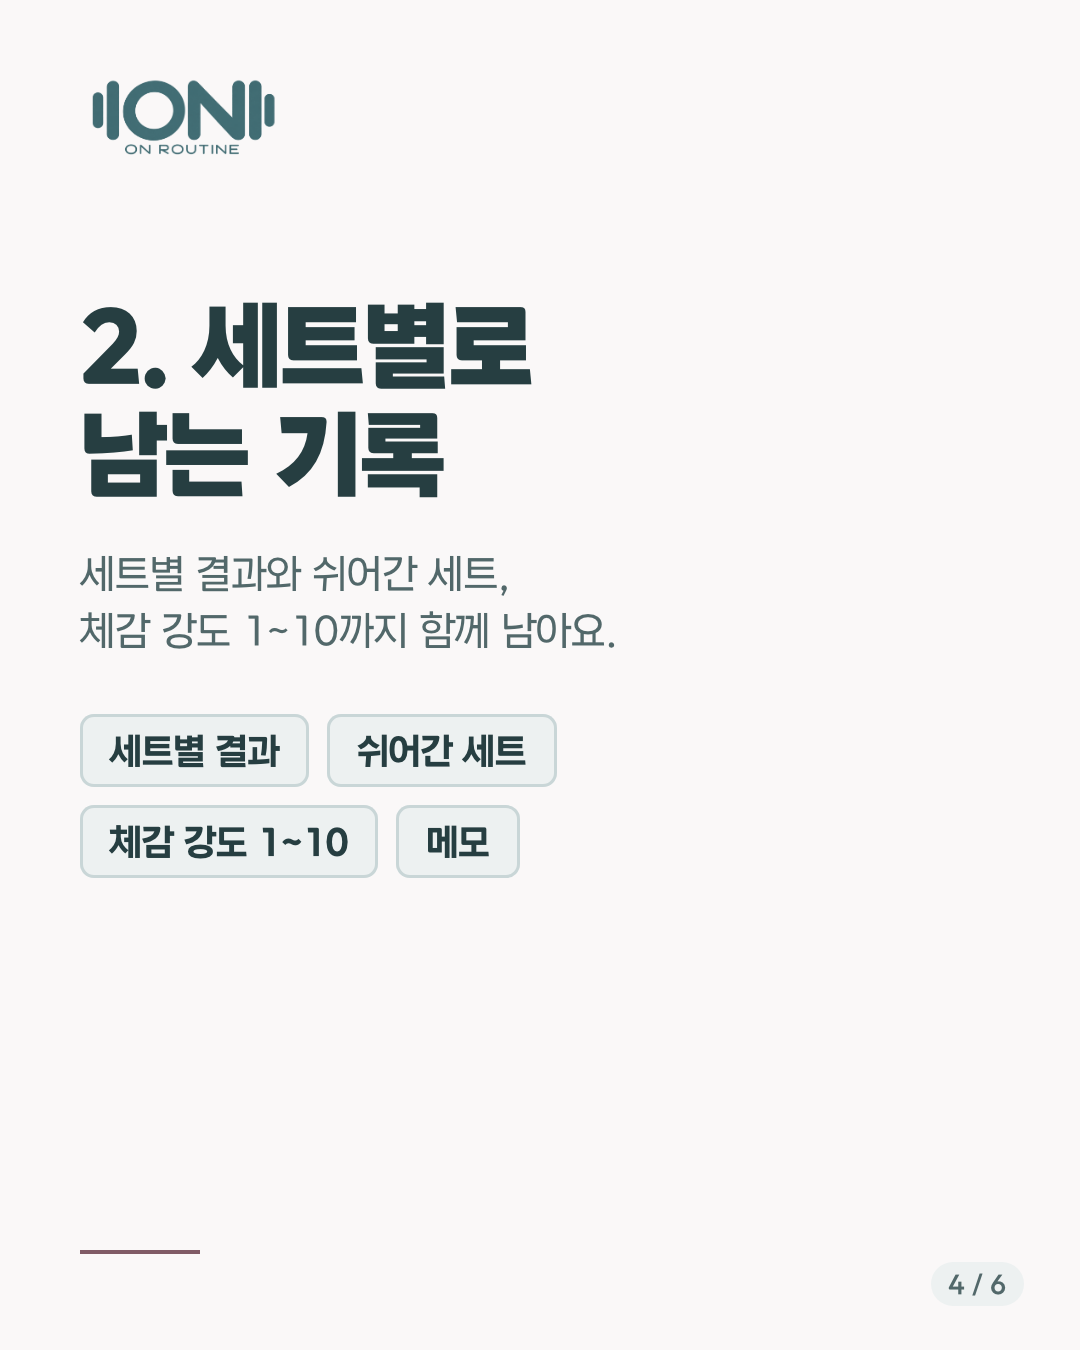 ION
ON ROUTINE
2. 세트별로
남는 기록
세트별 결과와 쉬어간 세트,
체감 강도 1~10까지 함께 남아요.
세트별 결과
쉬어간 세트
체감 강도 1~10
메모
4 / 6